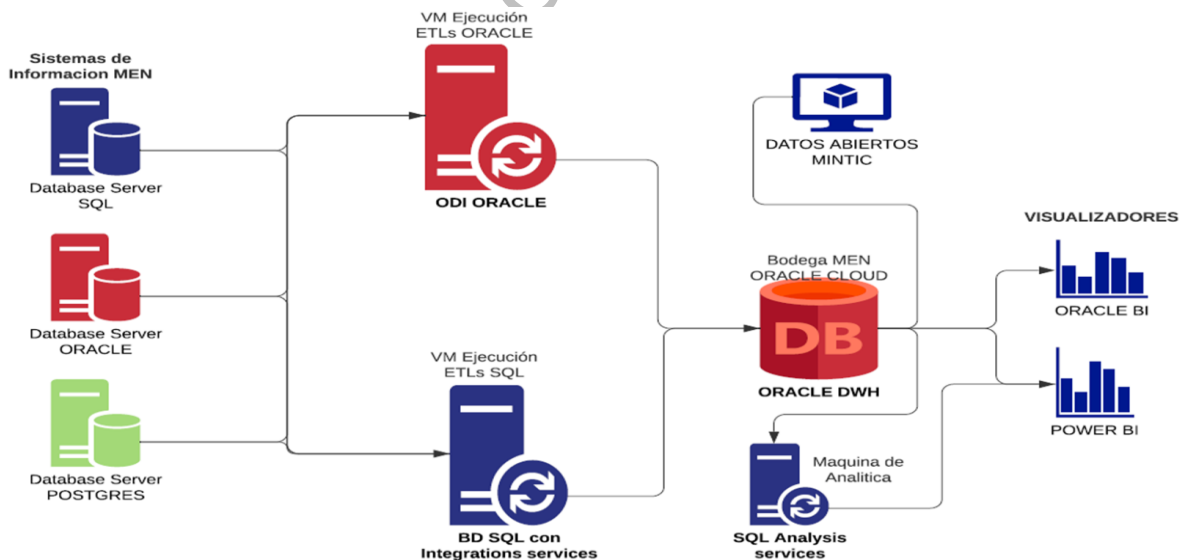 Sistemas de
Informacion MEN
Database Server
SQL
Database Server
ORACLE
Database Server
POSTGRES
VM Ejecución
ETLs ORACLE
ODI ORACLE
VM Ejecución
ETLs SQL
BD SQL con
Integrations services
DATOS ABIERTOS
MINTIC
Bodega MEN
ORACLE CLOUD
DB
ORACLE DWH
Maquina de
Analitica
SQL Analysis
services
VISUALIZADORES
ORACLE BI
POWER BI